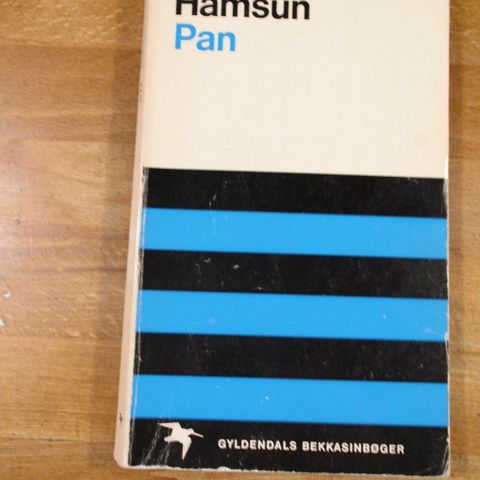 Hamsun
Pan
GYLDENDALS BEKKASINBØGER